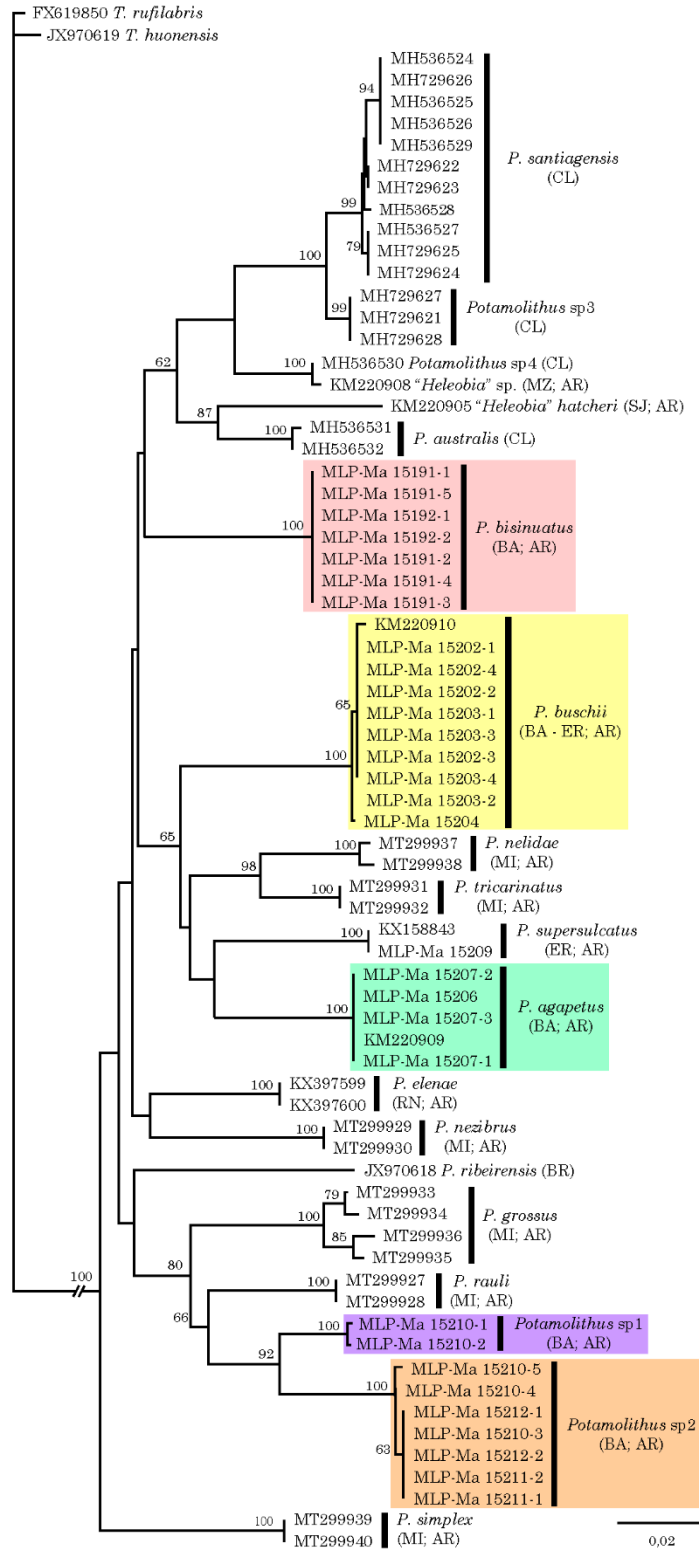 FX619850 T. rufilabris
JX970619 T. huonensis
MH536524
MH729626
94
MH536525
MH536526
MH536529
P. santiagensis
(CL)
MH729622
MH729623
99
MH536528
MH536527
79
MH729625
100
MH729624
MH729627
99
MH729621
Potamolithus sp3
(CL)
MH729628
62
100
MH536530 Potamolithus sp4 (CL)
KM220908 "Heleobia" sp. (MZ; AR)
KM220905 "Heleobia" hatcheri (SJ; AR)
87
100
MH536531
MH536532
P. australis (CL)
MLP-Ma 15191-1
MLP-Ma 15191-5
MLP-Ma 15192-1
100
MLP-Ma 15192-2
MLP-Ma 15191-2
MLP-Ma 15191-4
MLP-Ma 15191-3
P. bisinuatus
(BA; AR)
KM220910
MLP-Ma 15202-1
MLP-Ma 15202-4
MLP-Ma 15202-2
65
MLP-Ma 15203-1
MLP-Ma 15203-3
100
MLP-Ma 15202-3
MLP-Ma 15203-4
MLP-Ma 15203-2
MLP-Ma 15204
P. buschii
(BA - ER; AR)
65
100
MT299937
MT299938
P. nelidae
(MI; AR)
98
100
MT299931
MT299932
P. tricarinatus
(MI; AR)
100
KX158843
MLP-Ma 15209
P. supersulcatus
(ER; AR)
MLP-Ma 15207-2
MLP-Ma 15206
100
MLP-Ma 15207-3
KM220909
MLP-Ma 15207-1
P. agapetus
(BA; AR)
100
KX397599
KX397600
P. elenae
(RN; AR)
100
MT299929
MT299930
P. nezibrus
(MI; AR)
JX970618 P. ribeirensis (BR)
79
MT299933
MT299934
100
85
MT299936
MT299935
P. grossus
(MI; AR)
80
100
MT299927
MT299928
P. rauli
(MI; AR)
100
66
100
MLP-Ma 15210-1
MLP-Ma 15210-2
Potamolithus sp1
(BA; AR)
92
MLP-Ma 15210-5
100
MLP-Ma 15210-4
MLP-Ma 15212-1
MLP-Ma 15210-3
63
MLP-Ma 15212-2
MLP-Ma 15211-2
MLP-Ma 15211-1
Potamolithus sp2
(BA; AR)
100
MT299939
MT299940
P. simplex
(MI; AR)
0,02